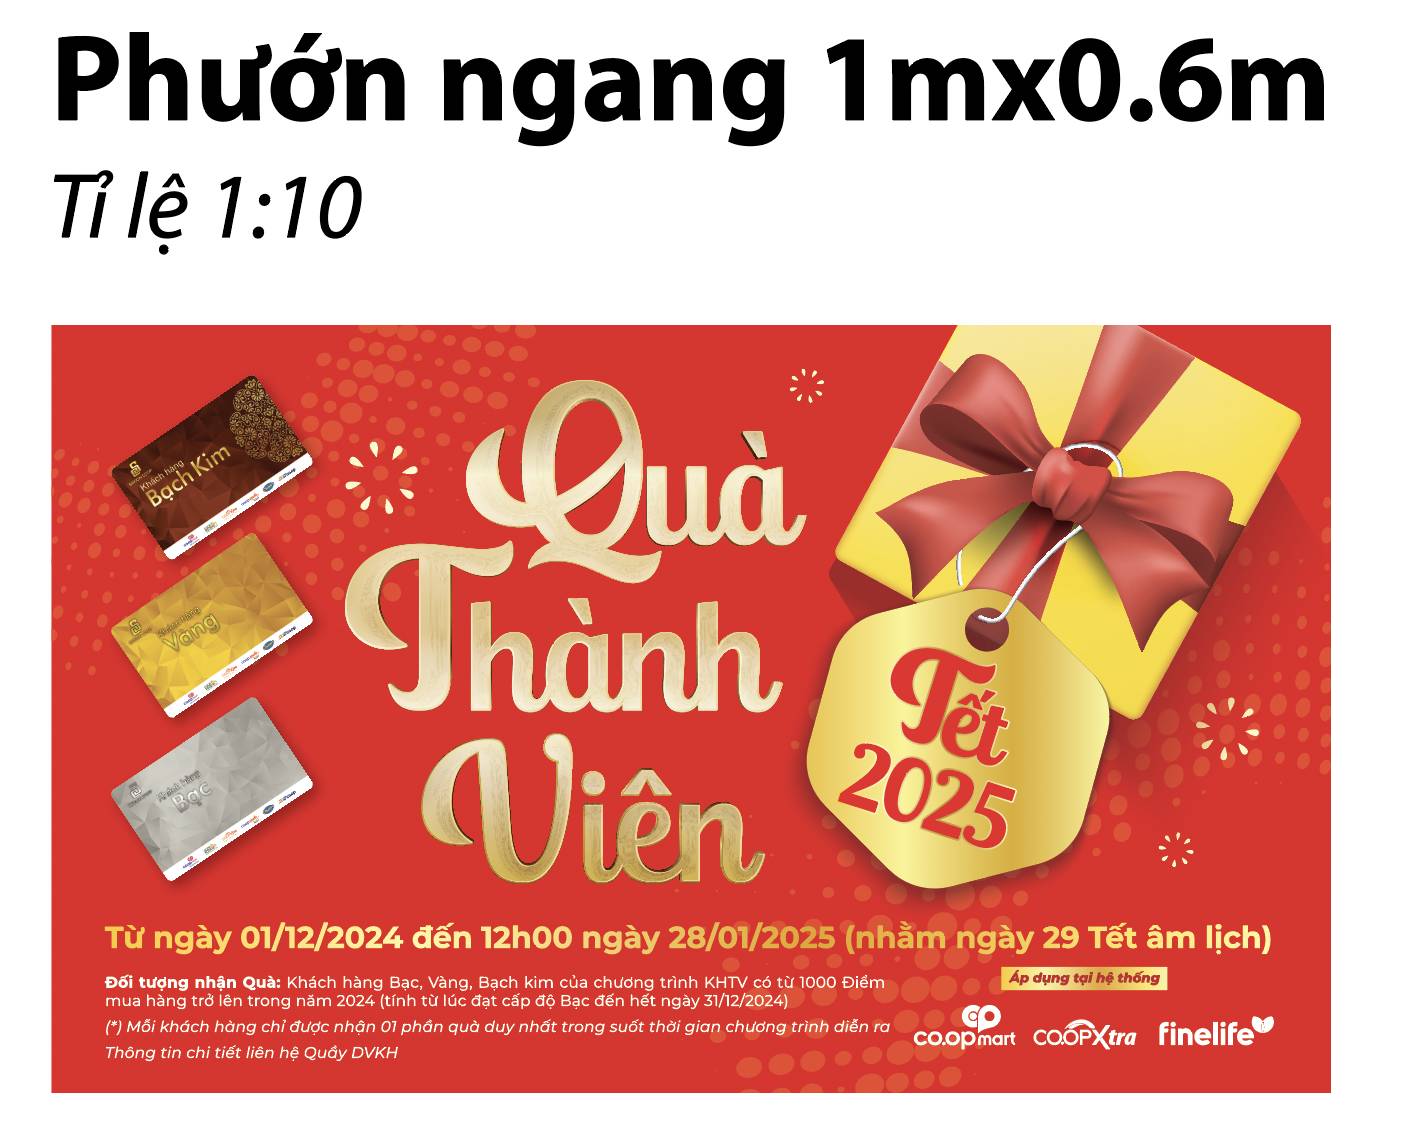 Phướn ngang 1mx0.6m
Tỉ lệ 1:10
Khách hàng
Bạch Kim
Khách hàng
Vàng
Khách hàng
Bạc
Quà
Thành
Viên
Tết
2025
Từ ngày 01/12/2024 đến 12h00 ngày 28/01/2025 (nhằm ngày 29 Tết âm lịch)
Đối tượng nhận Quà: Khách hàng Bạc, Vàng, Bạch kim của chương trình KHTV có từ 1000 Điểm
mua hàng trở lên trong năm 2024 (tính từ lúc đạt cấp độ Bạc đến hết ngày 31/12/2024)
(*) Mỗi khách hàng chỉ được nhận 01 phần quà duy nhất trong suốt thời gian chương trình diễn ra
Thông tin chi tiết liên hệ Quầy DVKH
Áp dụng tại hệ thống
co.opmart CO.OPXtra finelife